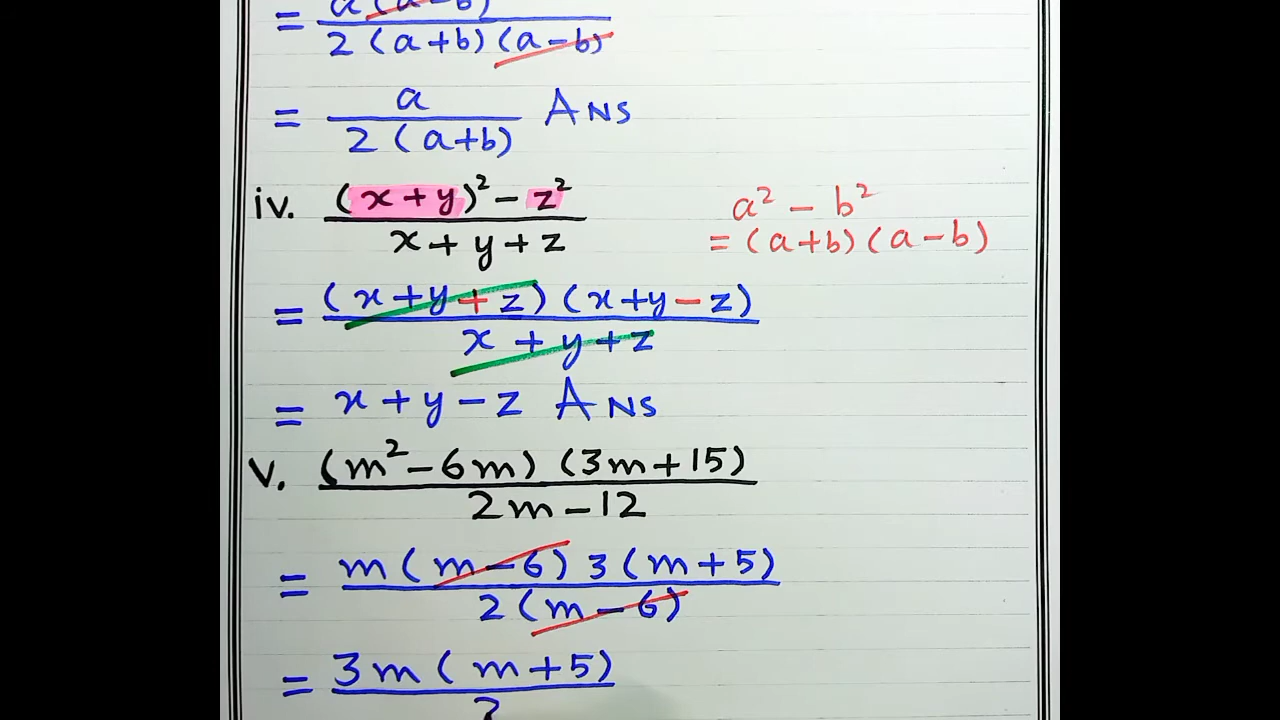 = a(a-b)
2(a+b)(a-b)
= a
2(a+b) ANS
iv. (x+y)² - z²
x+y+z
a² - b²
= (a+b)(a-b)
= (x+y+z)(x+y-z)
x+y+z
= x+y-z ANS
v. (m²-6m)(3m+15)
2m-12
= m(m-6)3(m+5)
2(m-6)
= 3m(m+5)